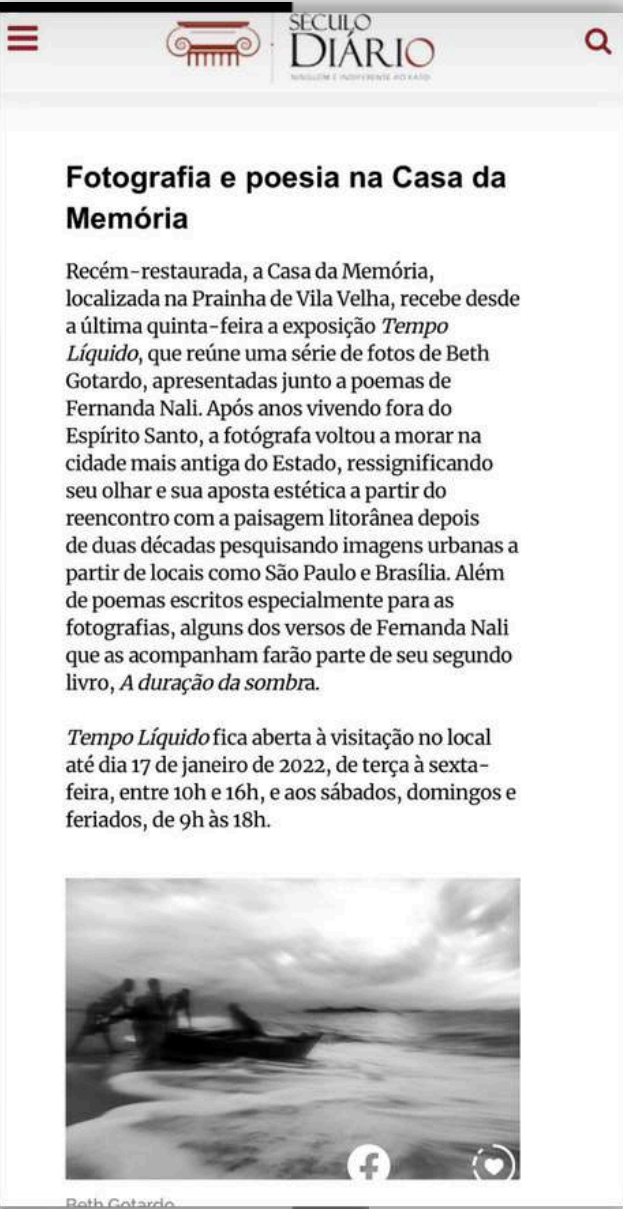 SÉCULO
DIÁRIO
NINGUÉM É INDIFERENTE AO FATO
Fotografia e poesia na Casa da
Memória
Recém-restaurada, a Casa da Memória,
localizada na Prainha de Vila Velha, recebe desde
a última quinta-feira a exposição Tempo
Líquido, que reúne uma série de fotos de Beth
Gotardo, apresentadas junto a poemas de
Fernanda Nali. Após anos vivendo fora do
Espírito Santo, a fotógrafa voltou a morar na
cidade mais antiga do Estado, ressignificando
seu olhar e sua aposta estética a partir do
reencontro com a paisagem litorânea depois
de duas décadas pesquisando imagens urbanas a
partir de locais como São Paulo e Brasília. Além
de poemas escritos especialmente para as
fotografias, alguns dos versos de Fernanda Nali
que as acompanham farão parte de seu segundo
livro, A duração da sombra.
Tempo Líquido fica aberta à visitação no local
até dia 17 de janeiro de 2022, de terça à sexta-
feira, entre 10h e 16h, e aos sábados, domingos e
feriados, de 9h às 18h.
Beth Gotardo